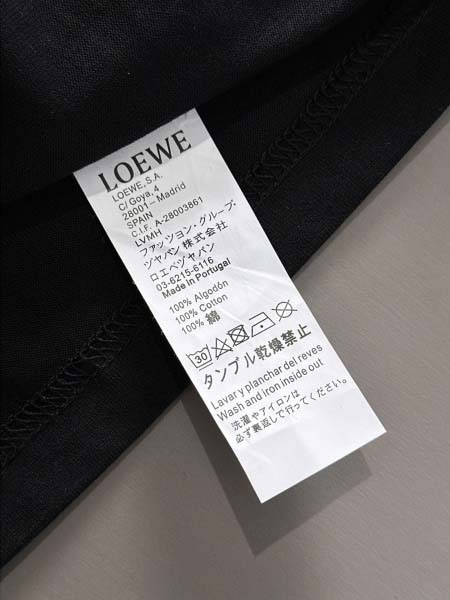 LOEWE
LOEWE, S.A.
C/ Goya, 4
28001 - Madrid
SPAIN
C.I.F. A-28003861
LVMH
ファッツョン・グループ・
ヅャパン株式会社
ロエベヅャパン
03-6215-6116
Made in Portugal
100% Algodón
100% Cotton
100% 綿
30
タンブル乾燥禁止
Lavar y planchar del reves
Wash and iron inside out
洗濯やアイロンは
必ず裏返しで行ってください。